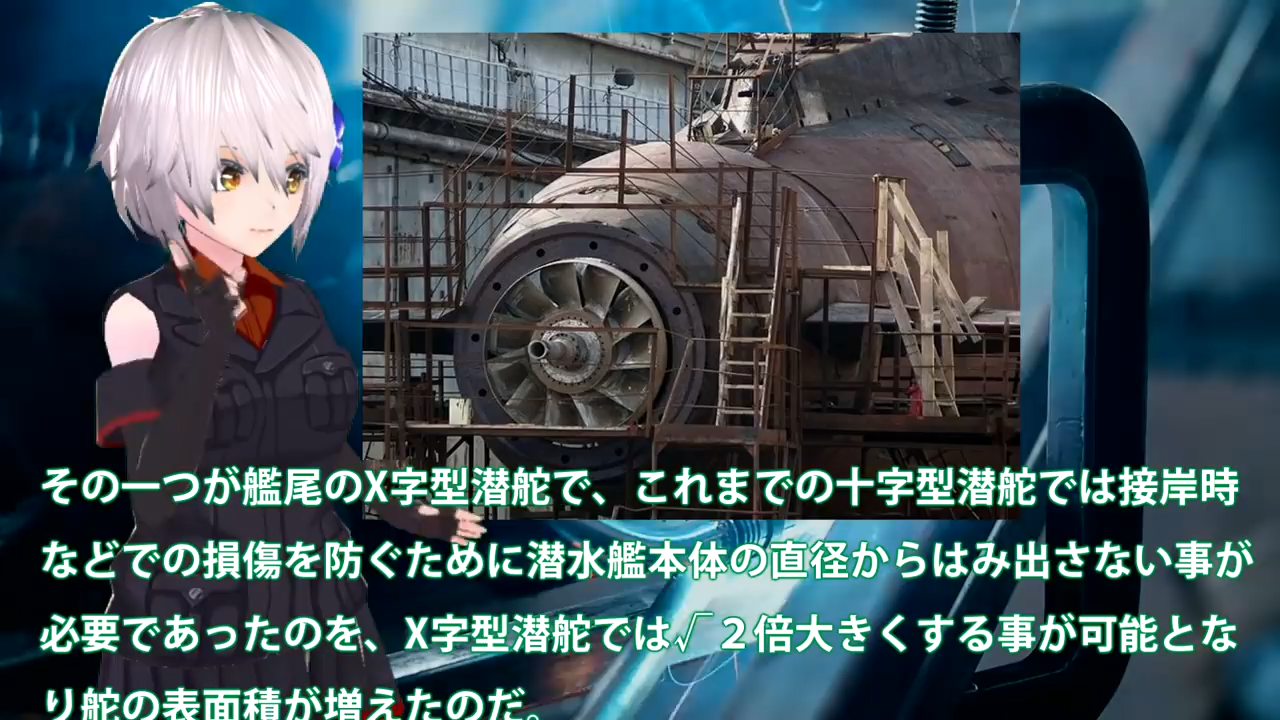 その一つが艦尾のX字型潜舵で、これまでの十字型潜舵では接岸時
などでの損傷を防ぐために潜水艦本体の直径からはみ出さない事が
必要であったのを、X字型潜舵では√２倍大きくする事が可能とな
り舵の表面積が増えたのだ。